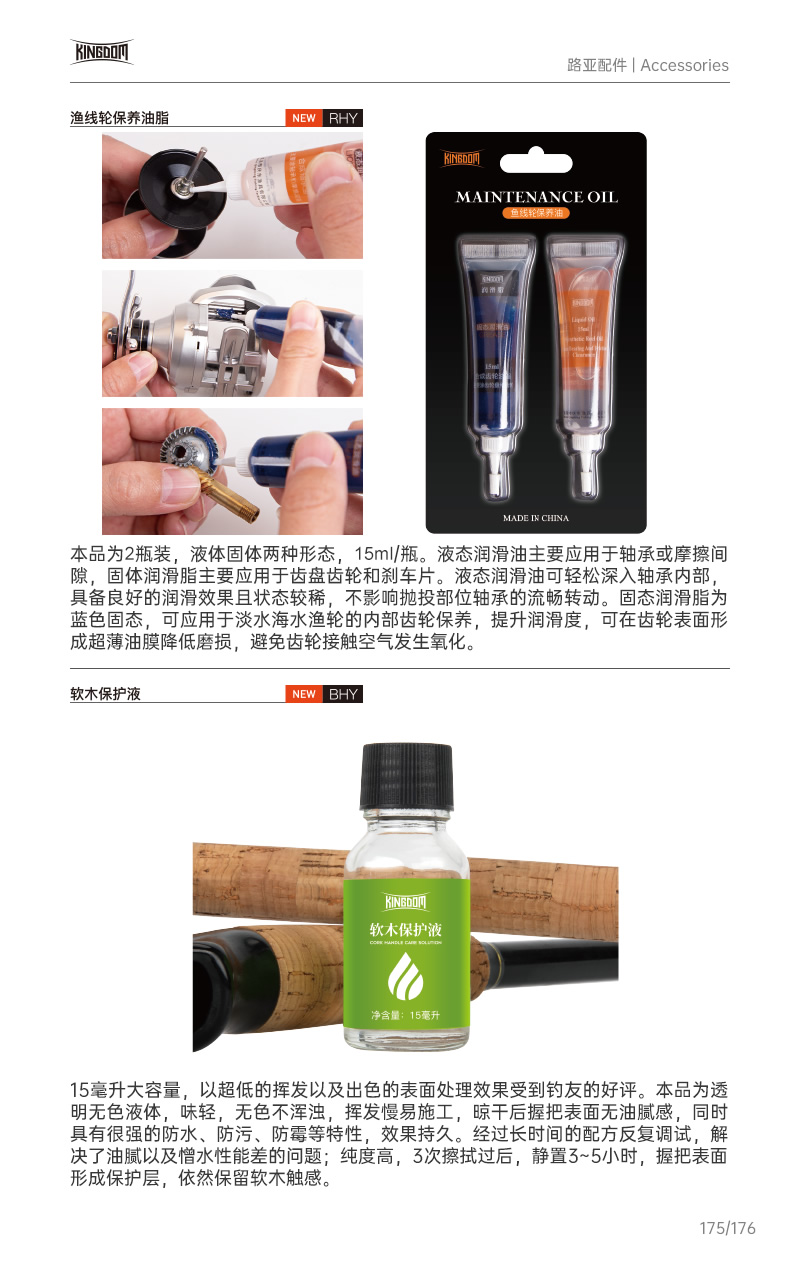 KINGDOM
路亚配件 | Accessories
渔线轮保养油脂
NEW RHY
KINGDOM
MAINTENANCE OIL
鱼线轮保养油
KINGDOM
润滑脂
15ml
KINGDOM
Liquid Oil
15ml
MADE IN CHINA
本品为2瓶装，液体固体两种形态，15ml/瓶。液态润滑油主要应用于轴承或摩擦间
隙，固体润滑脂主要应用于齿盘齿轮和刹车片。液态润滑油可轻松深入轴承内部，
具备良好的润滑效果且状态较稀，不影响抛投部位轴承的流畅转动。固态润滑脂为
蓝色固态，可应用于淡水海水渔轮的内部齿轮保养，提升润滑度，可在齿轮表面形
成超薄油膜降低磨损，避免齿轮接触空气发生氧化。
软木保护液
NEW BHY
KINGDOM
软木保护液
CORK HANDLE CARE SOLUTION
净含量：15毫升
15毫升大容量，以超低的挥发以及出色的表面处理效果受到钓友的好评。本品为透
明无色液体，味轻，无色不浑浊，挥发慢易施工，晾干后握把表面无油腻感，同时
具有很强的防水、防污、防霉等特性，效果持久。经过长时间的配方反复调试，解
决了油腻以及憎水性能差的问题；纯度高，3次擦拭过后，静置3~5小时，握把表面
形成保护层，依然保留软木触感。
175/176